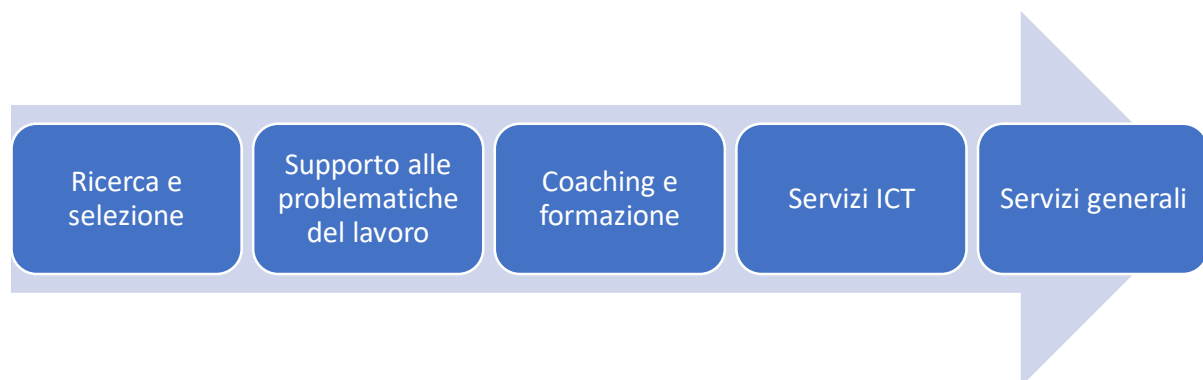 Ricerca e
selezione
Supporto alle
problematiche
del lavoro
Coaching e
formazione
Servizi ICT
Servizi generali